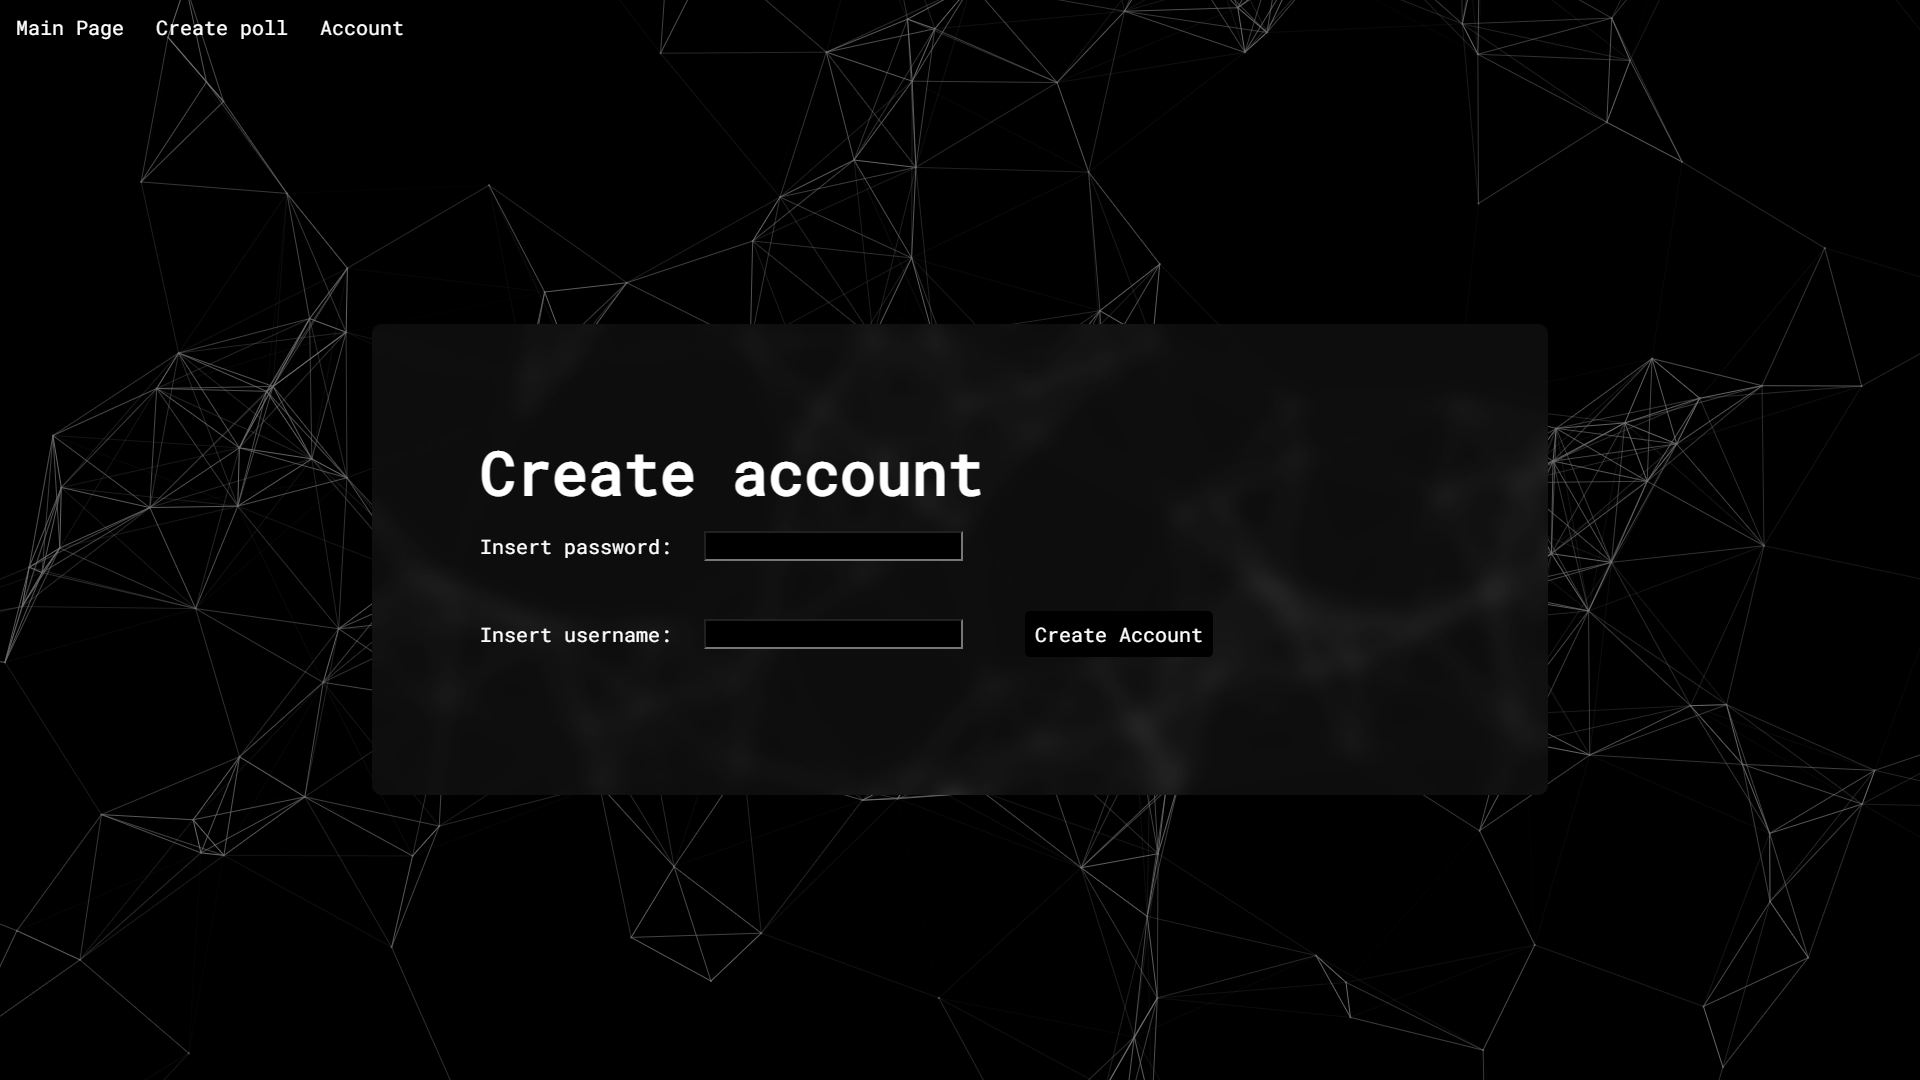 Main Page Create poll Account
Create account
Insert password:
Insert username: Create Account